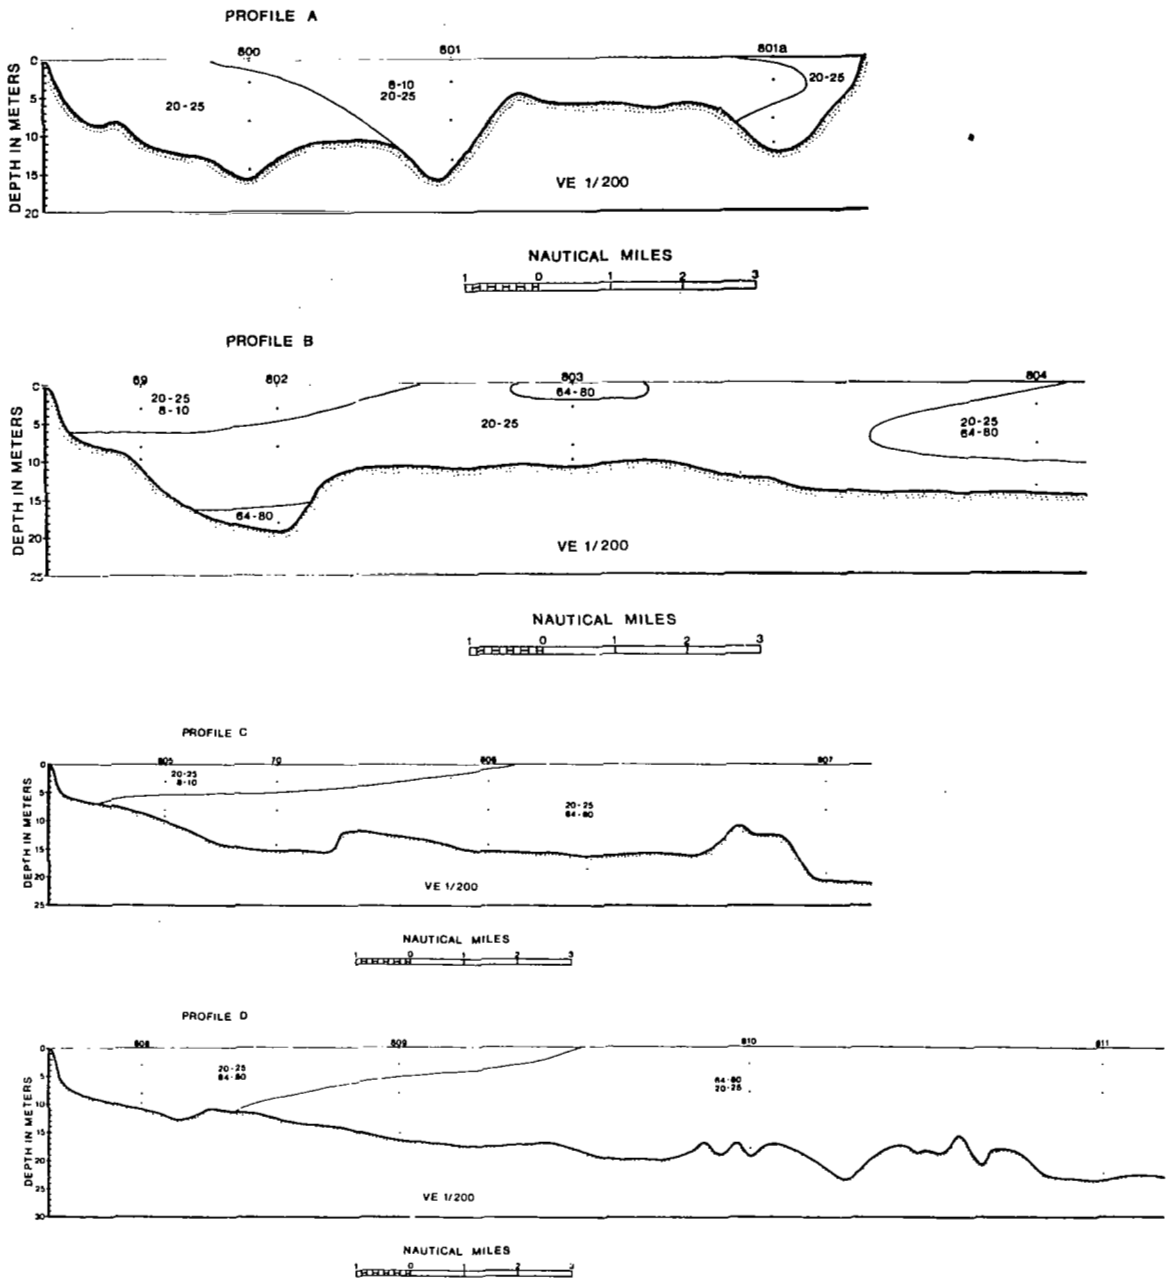 PROFILE A
800 801 801a
DEPTH IN METERS
0
5
10
15
20
20-25
8-10
20-25
20-25
VE 1/200
NAUTICAL MILES
1 0 1 2 3
PROFILE B
69 802 803 804
DEPTH IN METERS
0
5
10
15
20
25
20-25
8-10
64-80
20-25
20-25
64-80
64-80
VE 1/200
NAUTICAL MILES
1 0 1 2 3
PROFILE C
805 70 806 807
DEPTH IN METERS
0
5
10
15
20
25
20-25
8-10
20-25
64-80
VE 1/200
NAUTICAL MILES
1 0 1 2 3
PROFILE D
808 809 810 811
DEPTH IN METERS
0
5
10
15
20
25
30
20-25
64-80
64-80
20-25
VE 1/200
NAUTICAL MILES
1 0 1 2 3